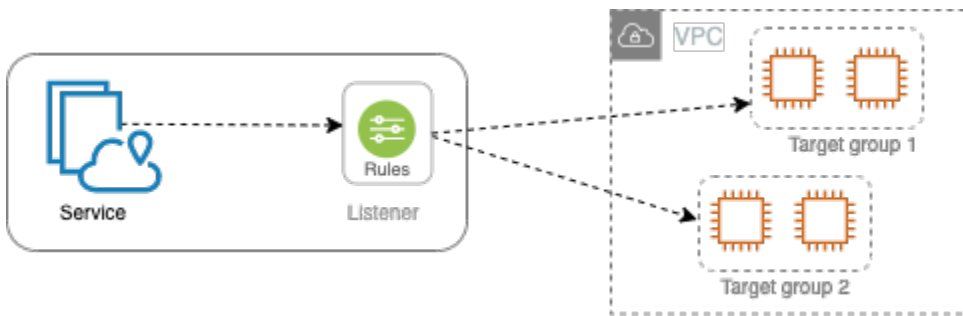 VPC
Target group 1
Rules
Service
Listener
Target group 2